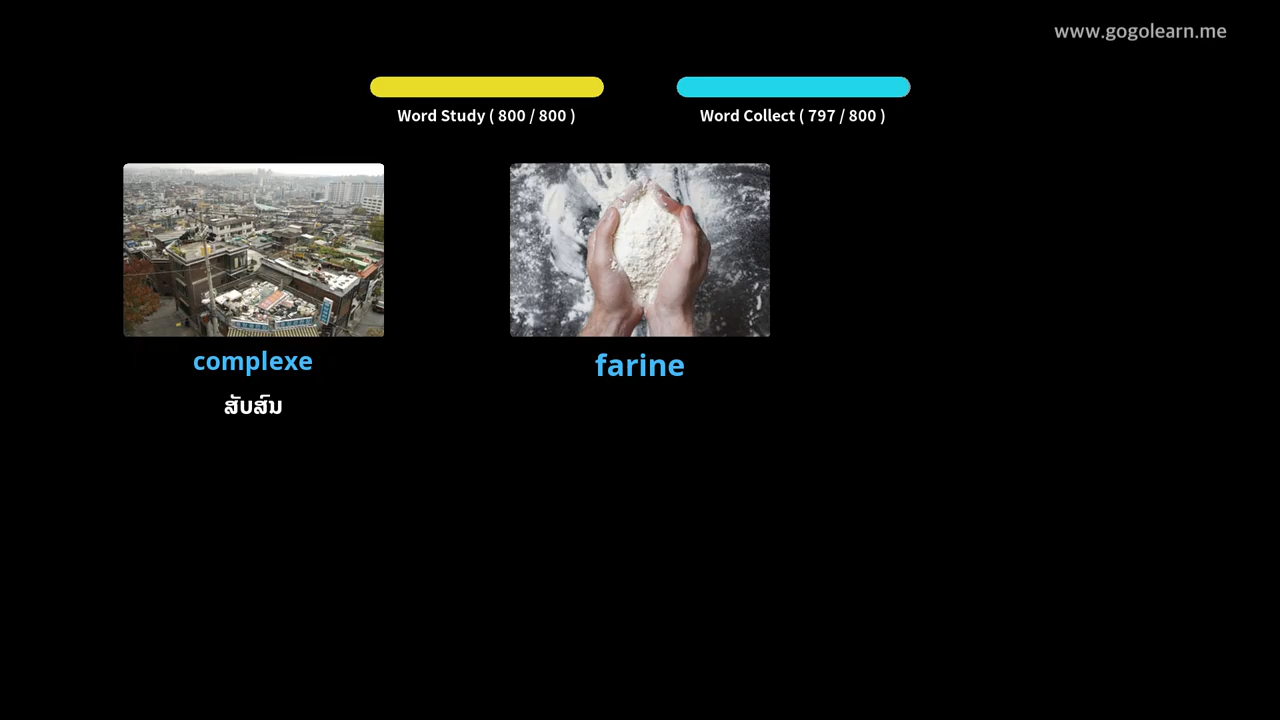 www.gogolearn.me
Word Study ( 800 / 800 )
Word Collect ( 797 / 800 )
complexe
farine
ສັບສົນ